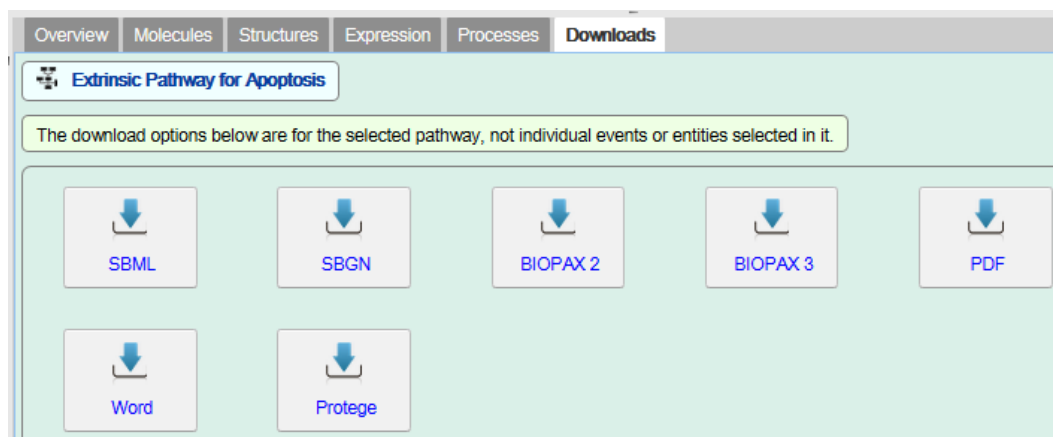 Overview Molecules Structures Expression Processes Downloads
Extrinsic Pathway for Apoptosis
The download options below are for the selected pathway, not individual events or entities selected in it.
SBML SBGN BIOPAX 2 BIOPAX 3 PDF
Word Protege